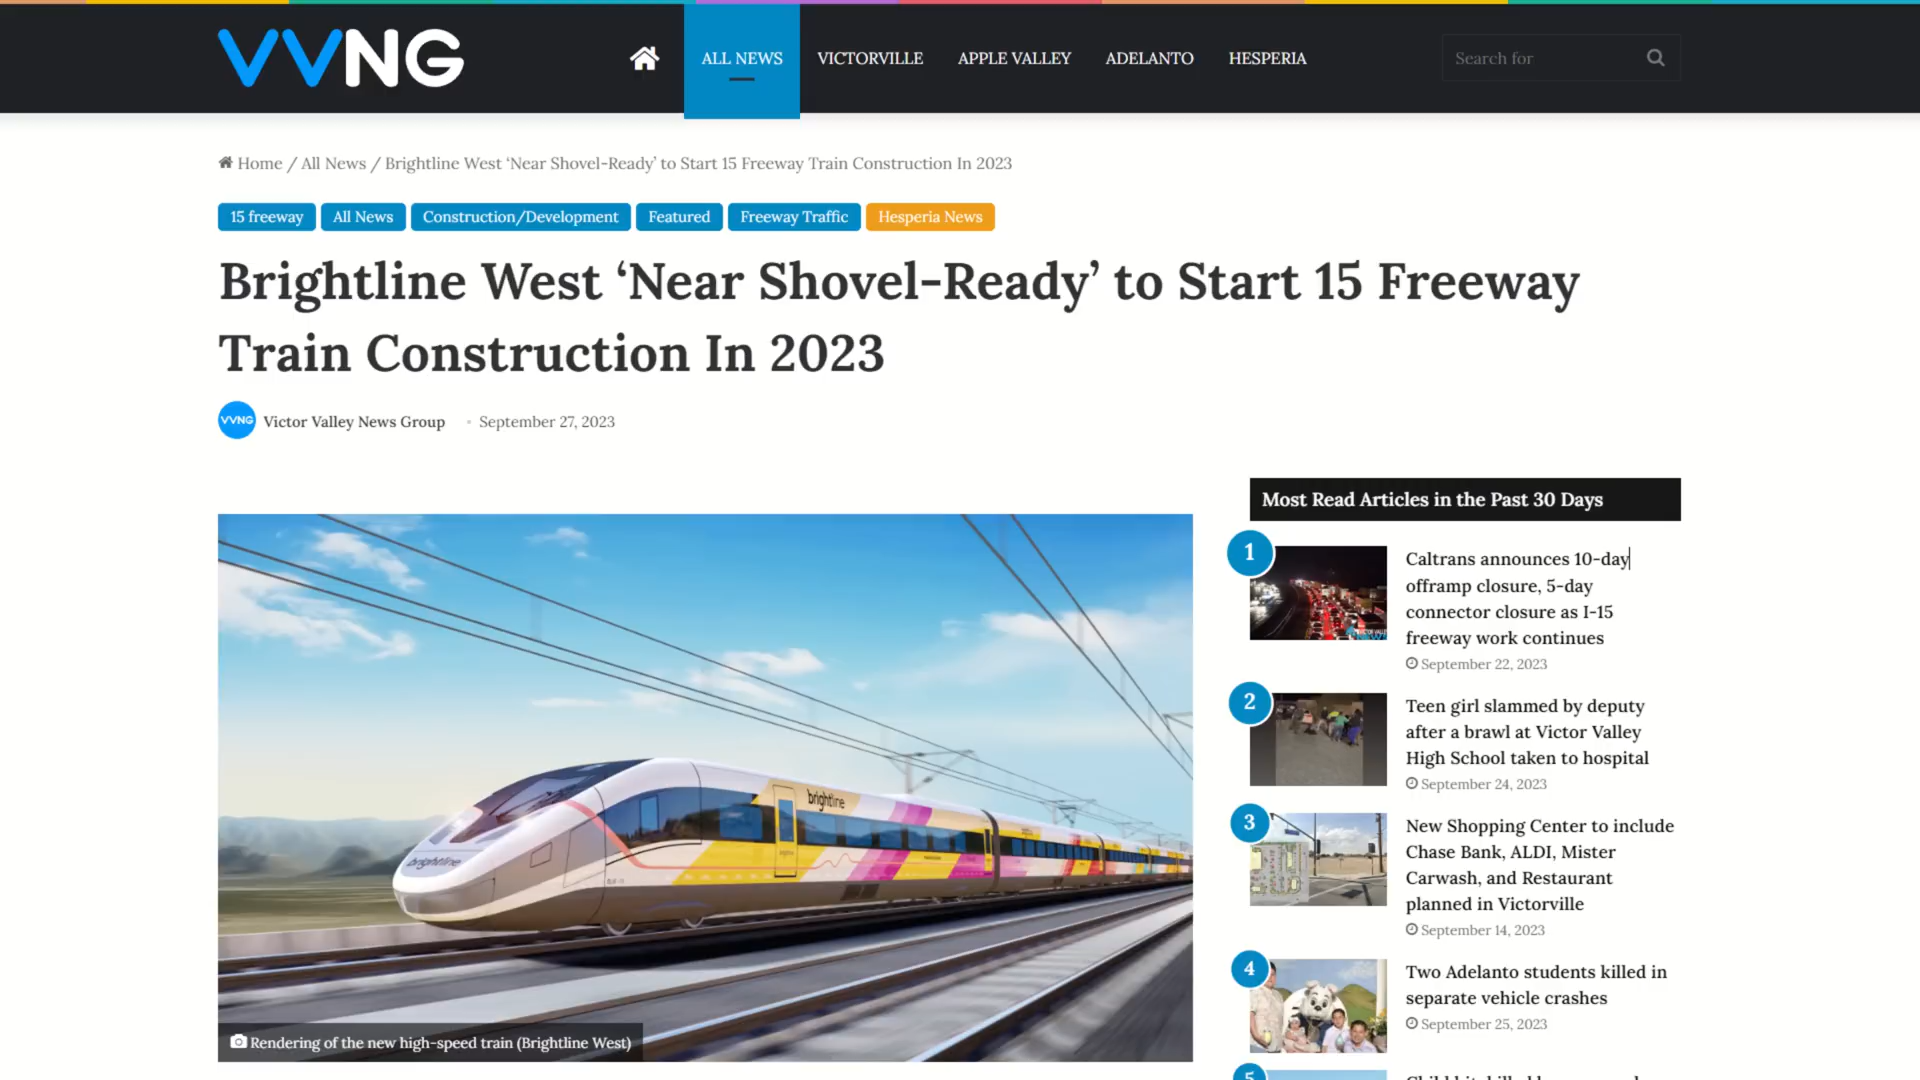 VVNG
ALL NEWS
VICTORVILLE
APPLE VALLEY
ADELANTO
HESPERIA
Search for
Home / All News / Brightline West ‘Near Shovel-Ready’ to Start 15 Freeway Train Construction In 2023
15 freeway
All News
Construction/Development
Featured
Freeway Traffic
Hesperia News
Brightline West ‘Near Shovel-Ready’ to Start 15 Freeway
Train Construction In 2023
VVNG
Victor Valley News Group
September 27, 2023
brightline
brightline
Rendering of the new high-speed train (Brightline West)
Most Read Articles in the Past 30 Days
1
Caltrans announces 10-day
offramp closure, 5-day
connector closure as I-15
freeway work continues
September 22, 2023
2
Teen girl slammed by deputy
after a brawl at Victor Valley
High School taken to hospital
September 24, 2023
3
New Shopping Center to include
Chase Bank, ALDI, Mister
Carwash, and Restaurant
planned in Victorville
September 14, 2023
4
Two Adelanto students killed in
separate vehicle crashes
September 25, 2023
5